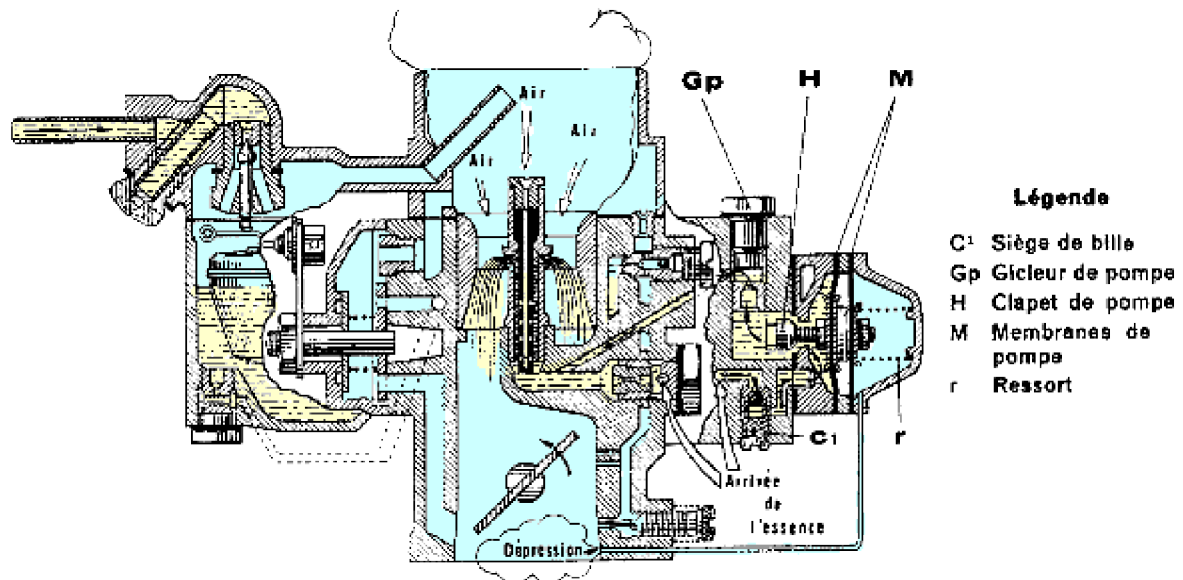 Gp H M
Air
Air
Air
Légende
C¹ Siège de bille
Gp Gicleur de pompe
H Clapet de pompe
M Membranes de
pompe
r Ressort
C1
r
Arrivée
de
l'essence
Dépression